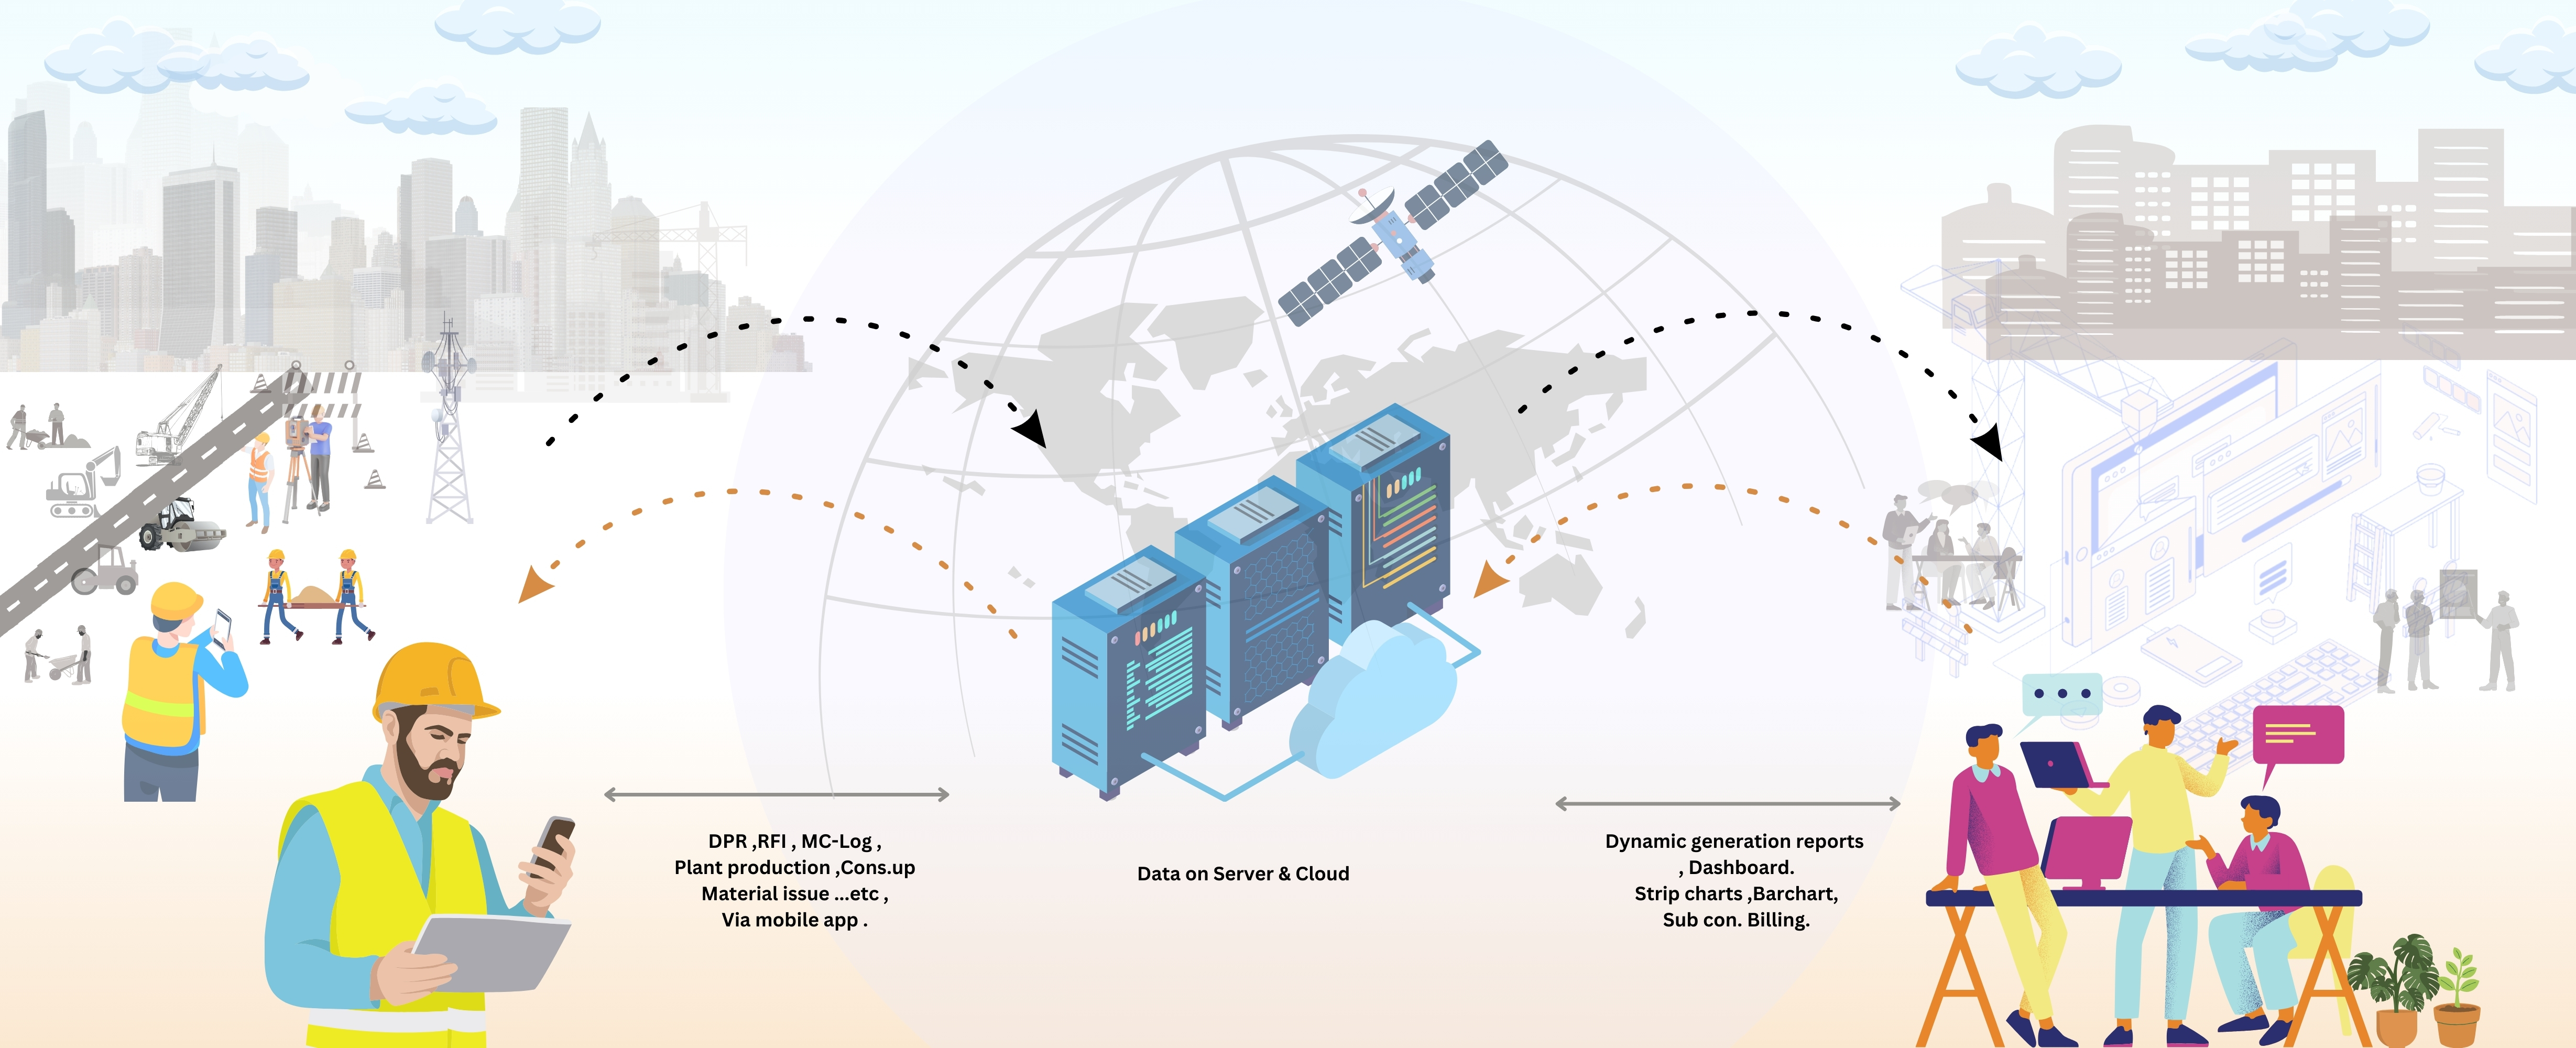 DPR ,RFI , MC-Log ,
Plant production ,Cons.up
Material issue ...etc ,
Via mobile app .
Data on Server & Cloud
Dynamic generation reports
, Dashboard.
Strip charts ,Barchart,
Sub con. Billing.